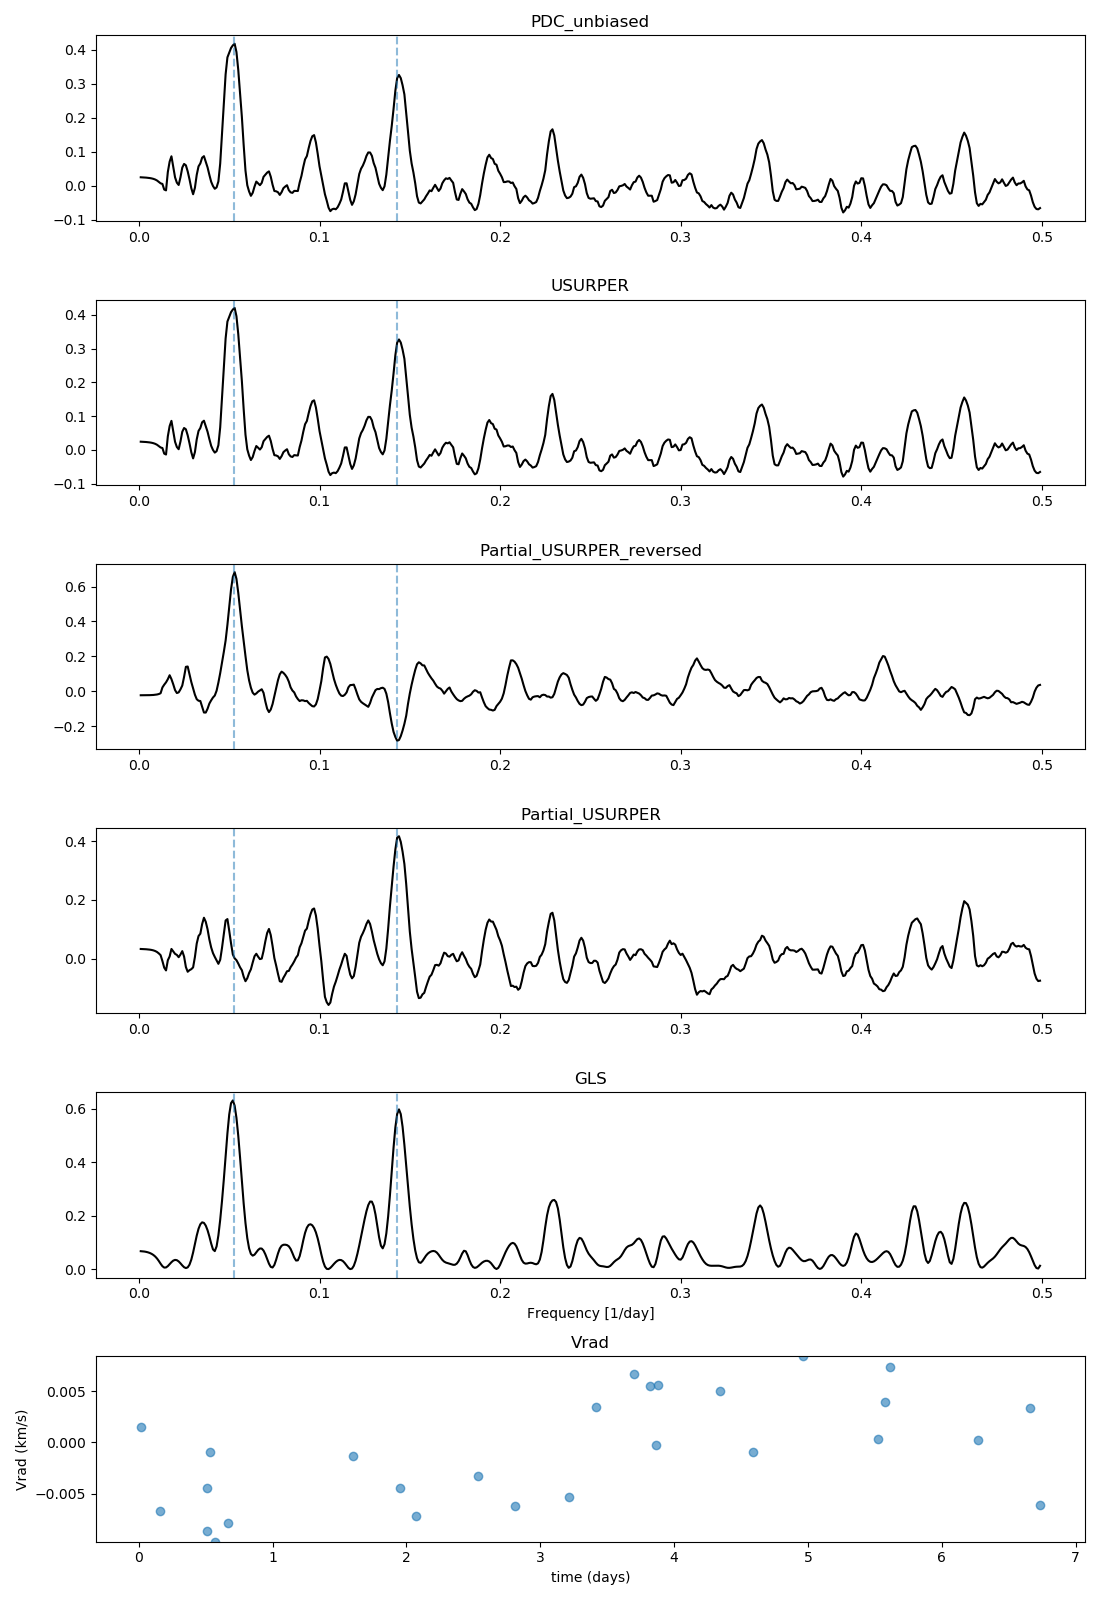 PDC_unbiased
0.4
0.3
0.2
0.1
0.0
−0.1
0.0 0.1 0.2 0.3 0.4 0.5
USURPER
0.4
0.3
0.2
0.1
0.0
−0.1
0.0 0.1 0.2 0.3 0.4 0.5
Partial_USURPER_reversed
0.6
0.4
0.2
0.0
−0.2
0.0 0.1 0.2 0.3 0.4 0.5
Partial_USURPER
0.4
0.2
0.0
0.0 0.1 0.2 0.3 0.4 0.5
GLS
0.6
0.4
0.2
0.0
0.0 0.1 0.2 0.3 0.4 0.5
Frequency [1/day]
Vrad
Vrad (km/s)
0.005
0.000
−0.005
0 1 2 3 4 5 6 7
time (days)